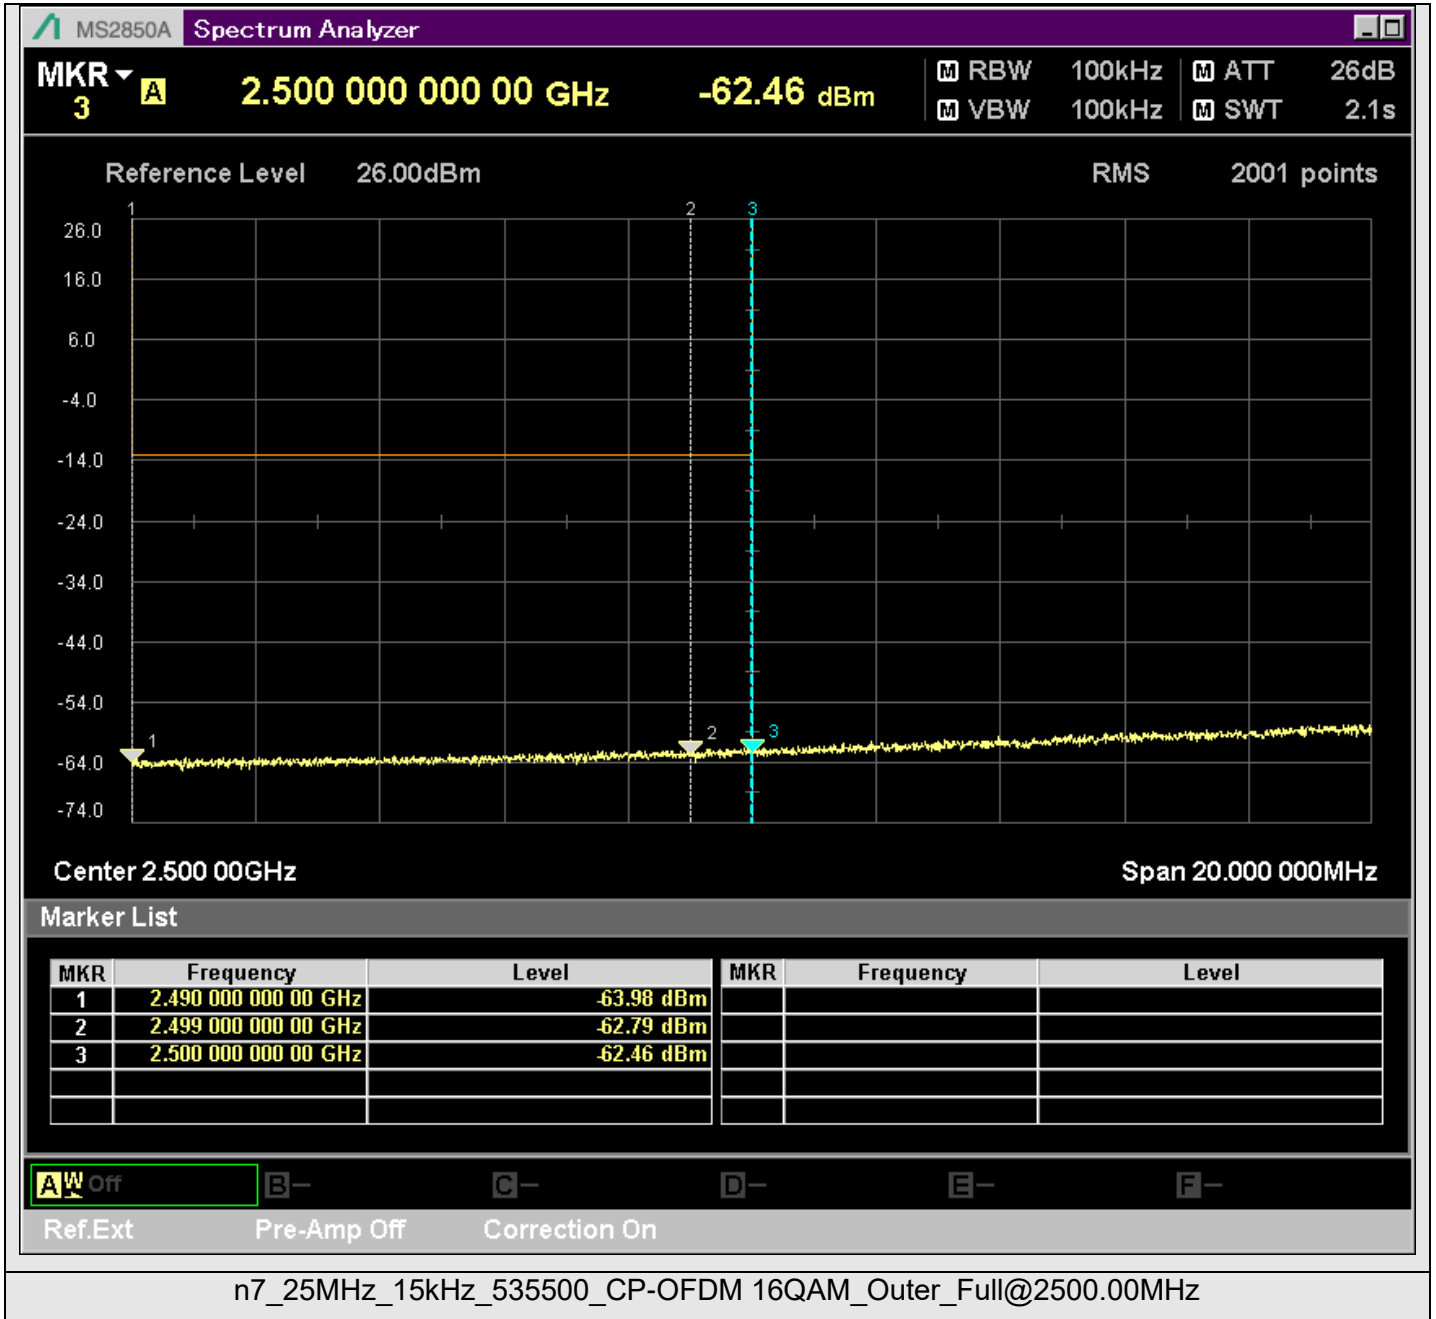 MS2850A Spectrum Analyzer
MKR A 2.500 000 000 00 GHz -62.46 dBm M RBW 100kHz M ATT 26dB
3 M VBW 100kHz M SWT 2.1s
Reference Level 26.00dBm RMS 2001 points
1 2 3
26.0
16.0
6.0
-4.0
-14.0
-24.0
-34.0
-44.0
-54.0
1 2 3
-64.0
-74.0
Center 2.500 00GHz Span 20.000 000MHz
Marker List
MKR Frequency Level MKR Frequency Level
1 2.490 000 000 00 GHz -63.98 dBm
2 2.499 000 000 00 GHz -62.79 dBm
3 2.500 000 000 00 GHz -62.46 dBm
A W Off B – C – D – E – F –
Ref.Ext Pre-Amp Off Correction On
n7_25MHz_15kHz_535500_CP-OFDM 16QAM_Outer_Full@2500.00MHz